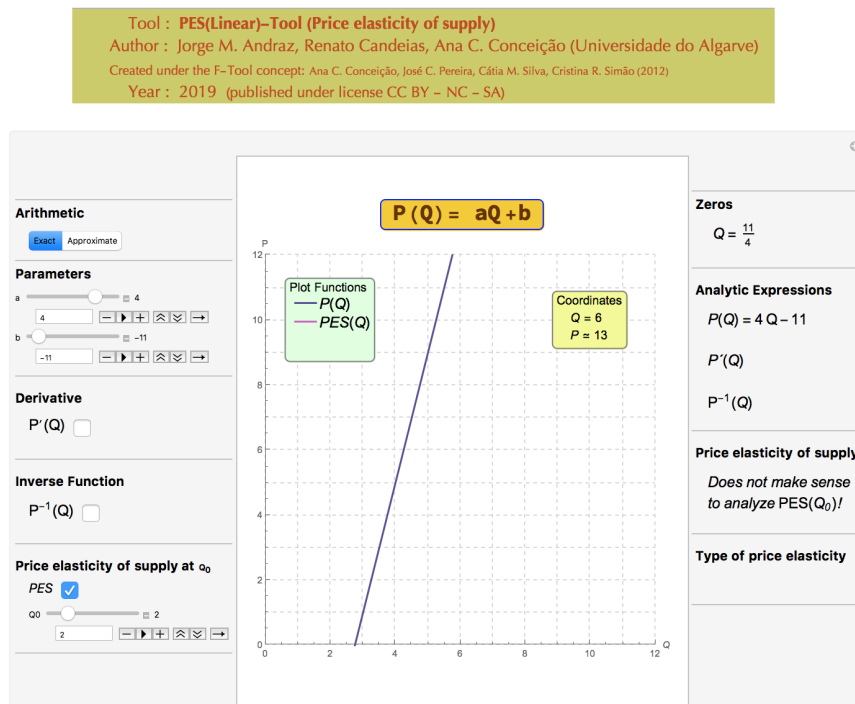 Tool : PES(Linear)–Tool (Price elasticity of supply)
Author : Jorge M. Andraz, Renato Candeias, Ana C. Conceição (Universidade do Algarve)
Created under the F–Tool concept: Ana C. Conceição, José C. Pereira, Cátia M. Silva, Cristina R. Simão (2012)
Year : 2019 (published under license CC BY – NC – SA)
Arithmetic
Exact Approximate
Parameters
a 4
4
b -11
-11
Derivative
P′(Q)
Inverse Function
P⁻¹(Q)
Price elasticity of supply at Q₀
PES
Q0 2
2
P(Q) = aQ+b
P
12
10
8
6
4
2
0
0 2 4 6 8 10 12
Q
Plot Functions
P(Q)
PES(Q)
Coordinates
Q = 6
P ≃ 13
Zeros
Q = 11/4
Analytic Expressions
P(Q) = 4 Q − 11
P′(Q)
P⁻¹(Q)
Price elasticity of supply
Does not make sense
to analyze PES(Q₀)!
Type of price elasticity